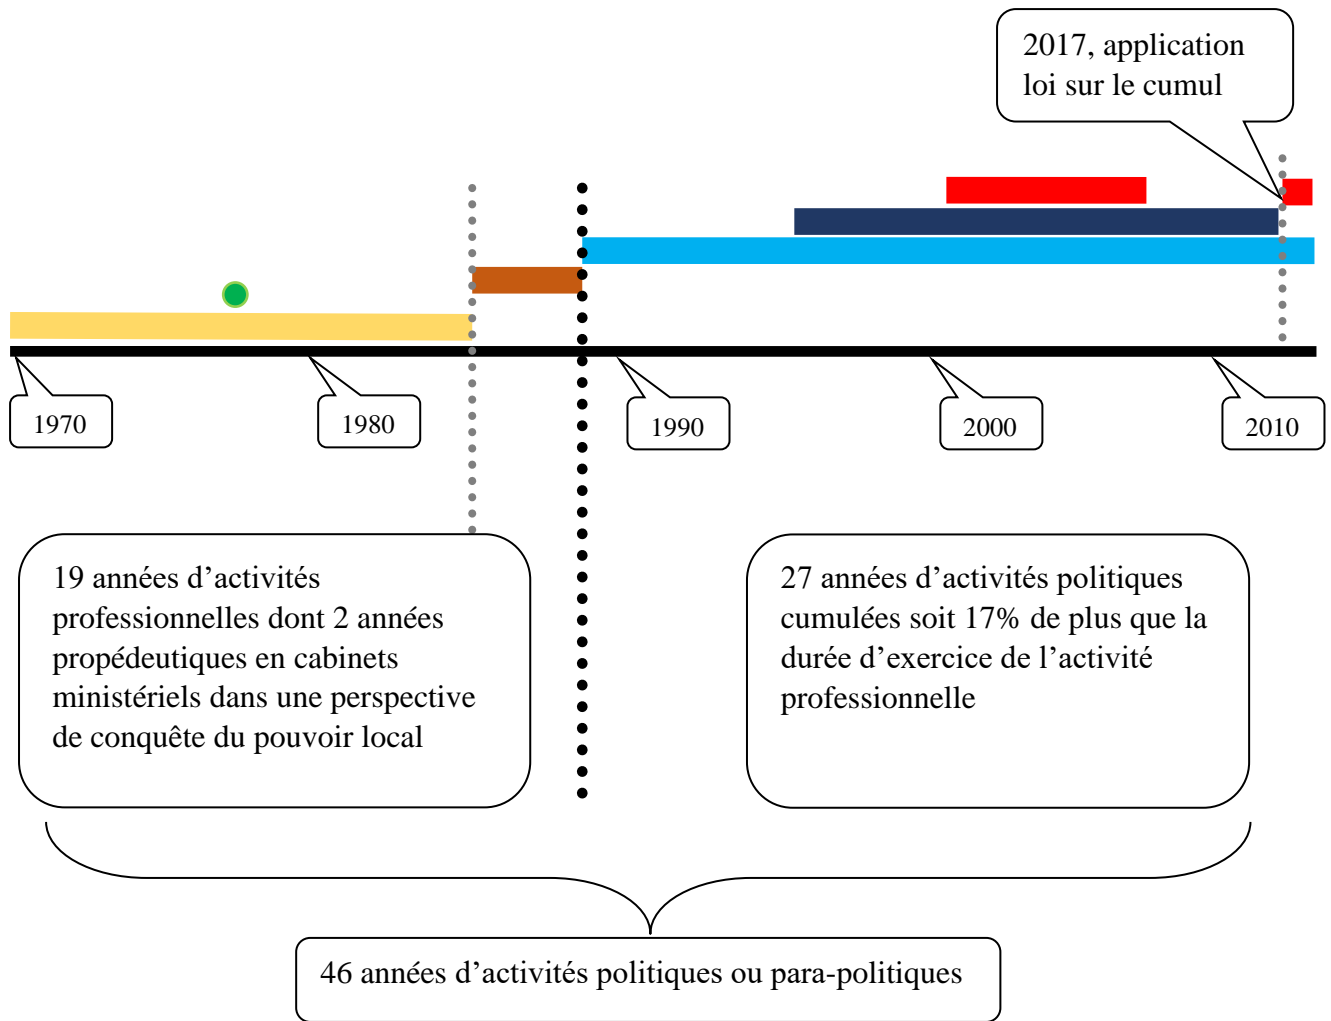 2017, application
loi sur le cumul
1970
1980
1990
2000
2010
19 années d’activités
professionnelles dont 2 années
propédeutiques en cabinets
ministériels dans une perspective
de conquête du pouvoir local
27 années d’activités politiques
cumulées soit 17% de plus que la
durée d’exercice de l’activité
professionnelle
46 années d’activités politiques ou para-politiques